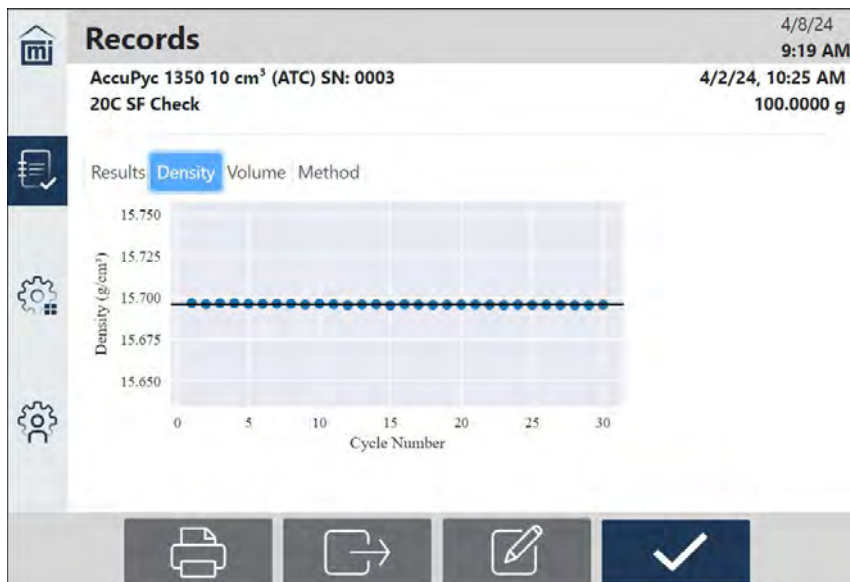 mi
Records
4/8/24
9:19 AM
AccuPyc 1350 10 cm³ (ATC) SN: 0003
4/2/24, 10:25 AM
20C SF Check
100.0000 g
Results Density Volume Method
15.750
15.725
15.700
15.675
15.650
Density (g/cm³)
0 5 10 15 20 25 30
Cycle Number